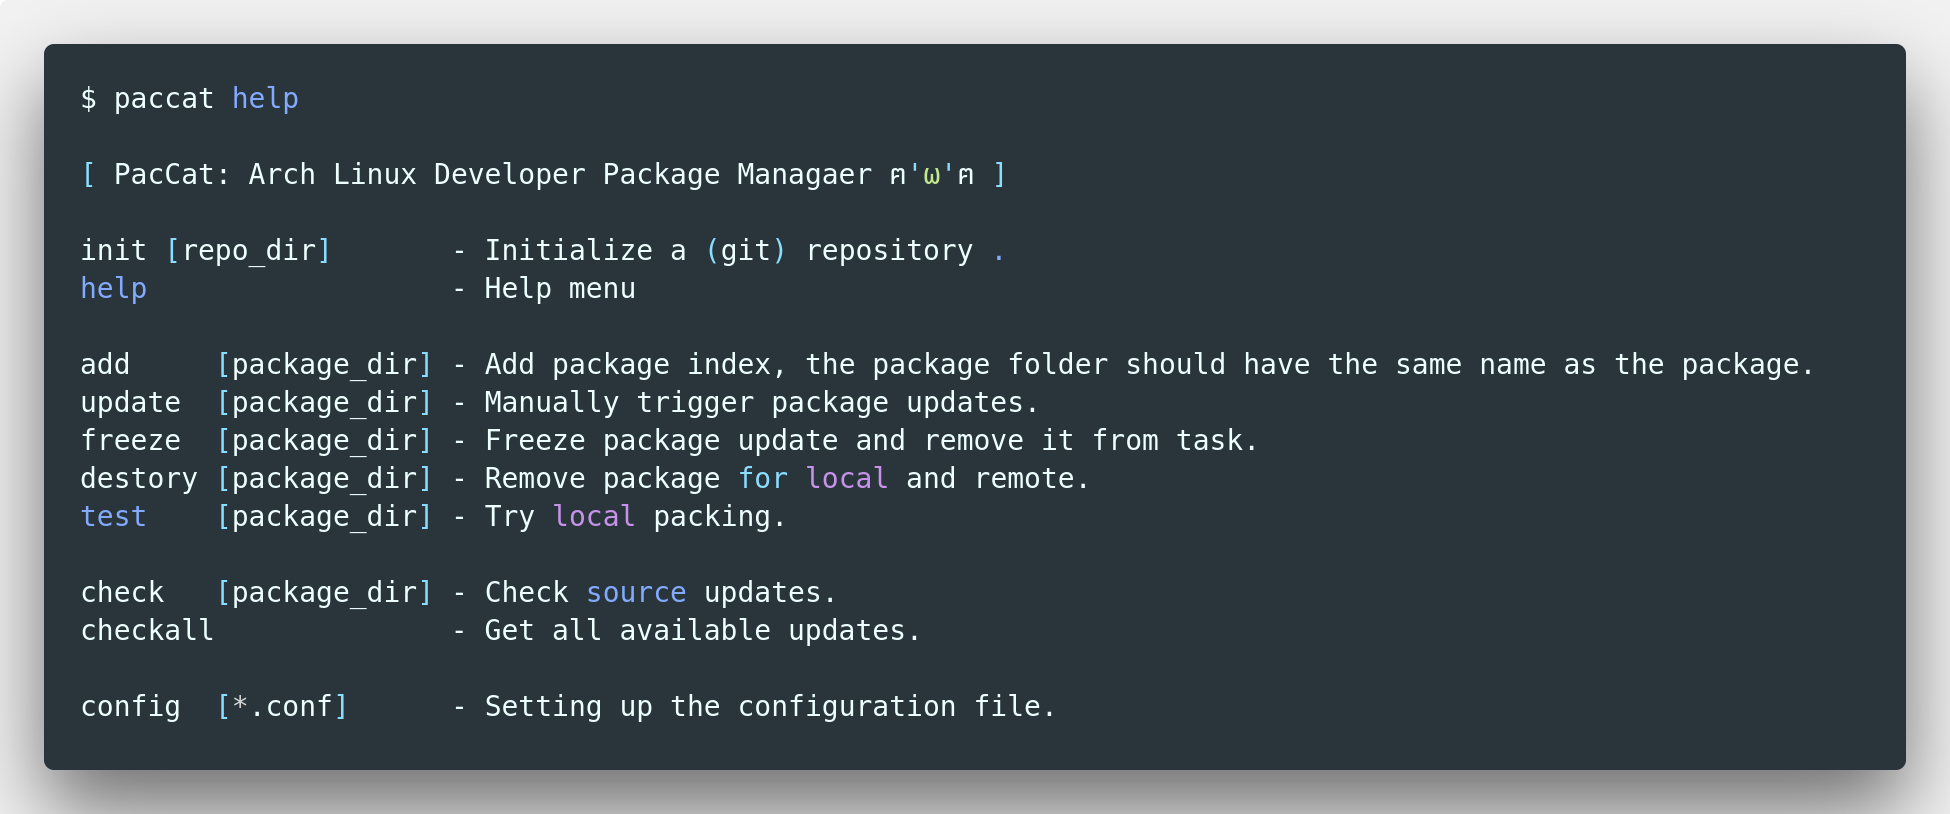 $ paccat help
[ PacCat: Arch Linux Developer Package Managaer ฅ'ω'ฅ ]
init [repo_dir]       - Initialize a (git) repository .
help                  - Help menu
add     [package_dir] - Add package index, the package folder should have the same name as the package.
update  [package_dir] - Manually trigger package updates.
freeze  [package_dir] - Freeze package update and remove it from task.
destory [package_dir] - Remove package for local and remote.
test    [package_dir] - Try local packing.
check   [package_dir] - Check source updates.
checkall              - Get all available updates.
config  [*.conf]      - Setting up the configuration file.